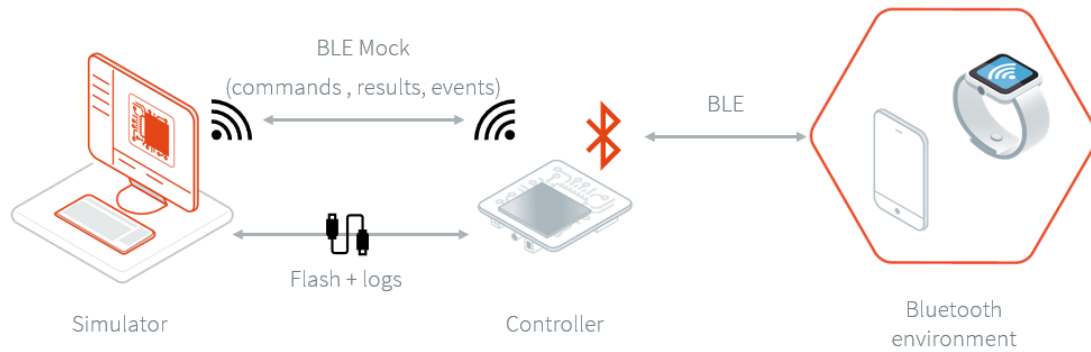 BLE Mock
(commands , results, events)
BLE
Flash + logs
Simulator
Controller
Bluetooth
environment